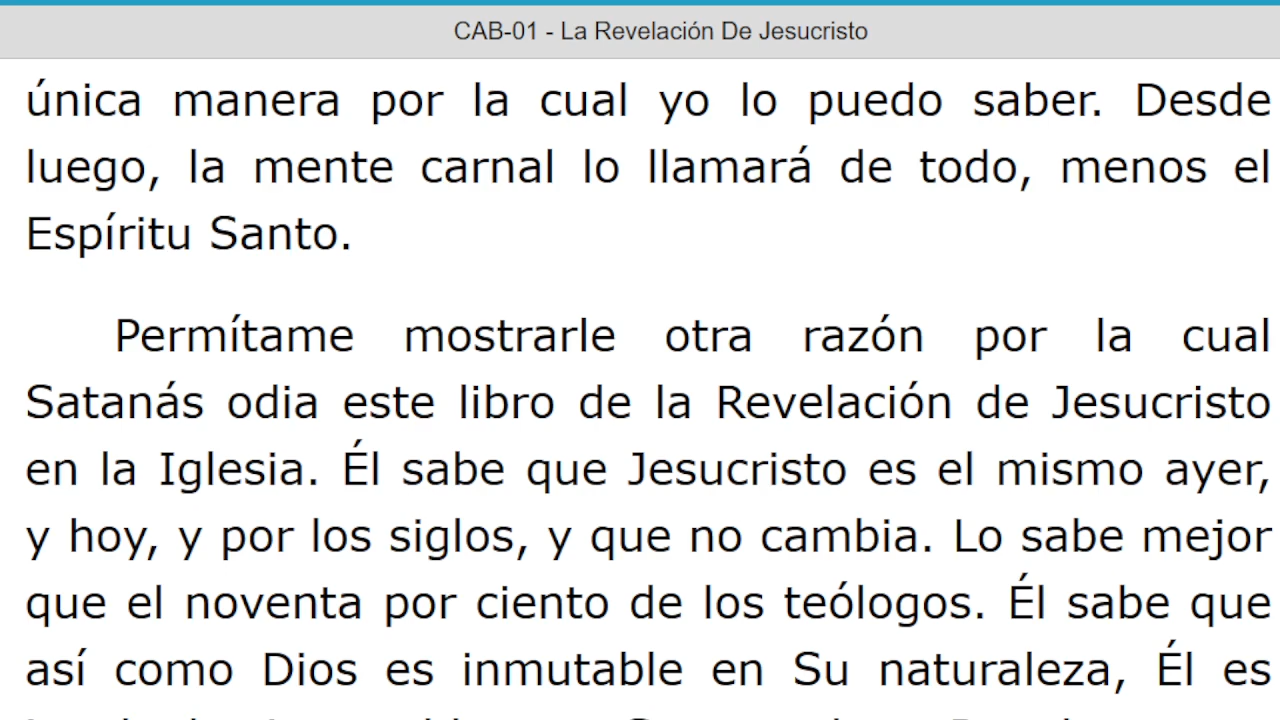 CAB-01 - La Revelación De Jesucristo
única manera por la cual yo lo puedo saber. Desde
luego, la mente carnal lo llamará de todo, menos el
Espíritu Santo.
Permítame mostrarle otra razón por la cual
Satanás odia este libro de la Revelación de Jesucristo
en la Iglesia. Él sabe que Jesucristo es el mismo ayer,
y hoy, y por los siglos, y que no cambia. Lo sabe mejor
que el noventa por ciento de los teólogos. Él sabe que
así como Dios es inmutable en Su naturaleza, Él es